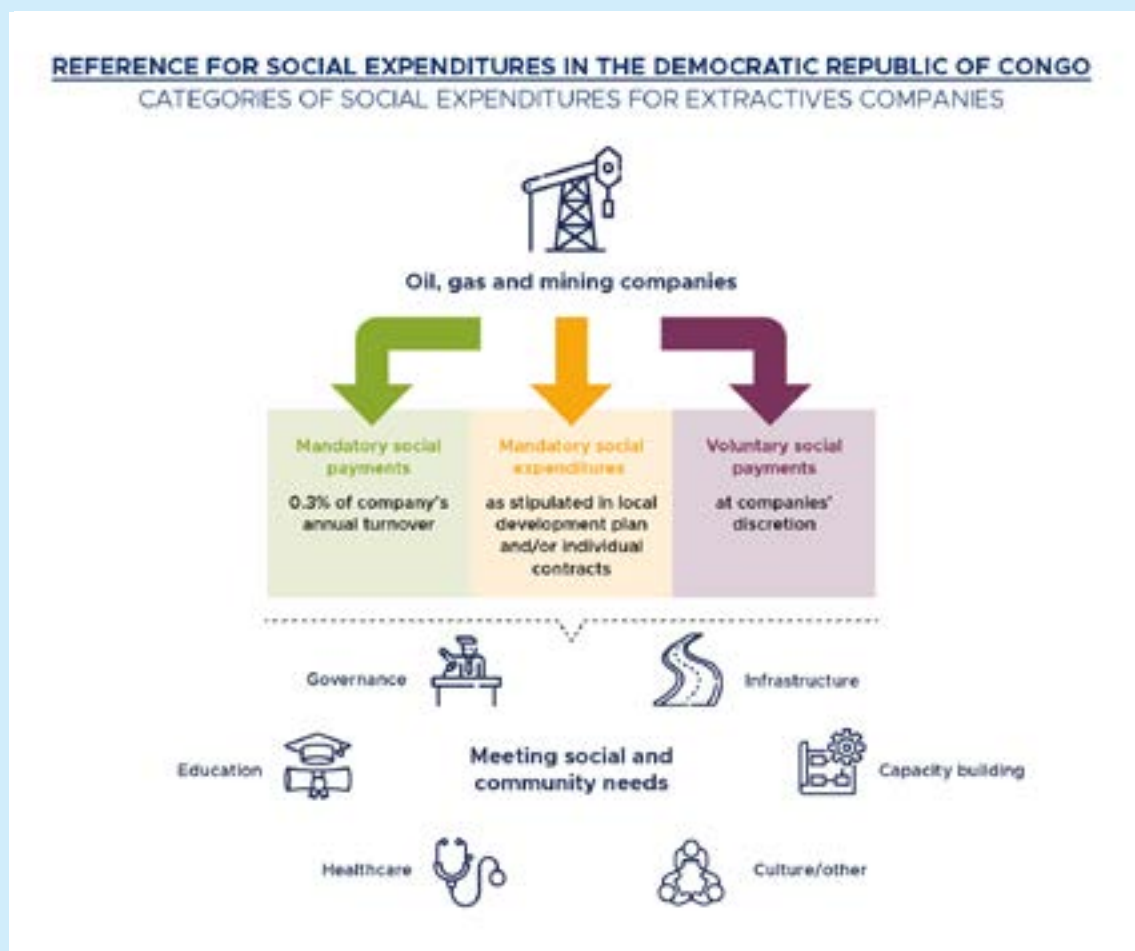 REFERENCE FOR SOCIAL EXPENDITURES IN THE DEMOCRATIC REPUBLIC OF CONGO
CATEGORIES OF SOCIAL EXPENDITURES FOR EXTRACTIVES COMPANIES
Oil, gas and mining companies
Mandatory social
payments
0.3% of company's
annual turnover
Mandatory social
expenditures
as stipulated in local
development plan
and/or individual
contracts
Voluntary social
payments
at companies'
discretion
Governance
Infrastructure
Education
Meeting social and
community needs
Capacity building
Healthcare
Culture/other